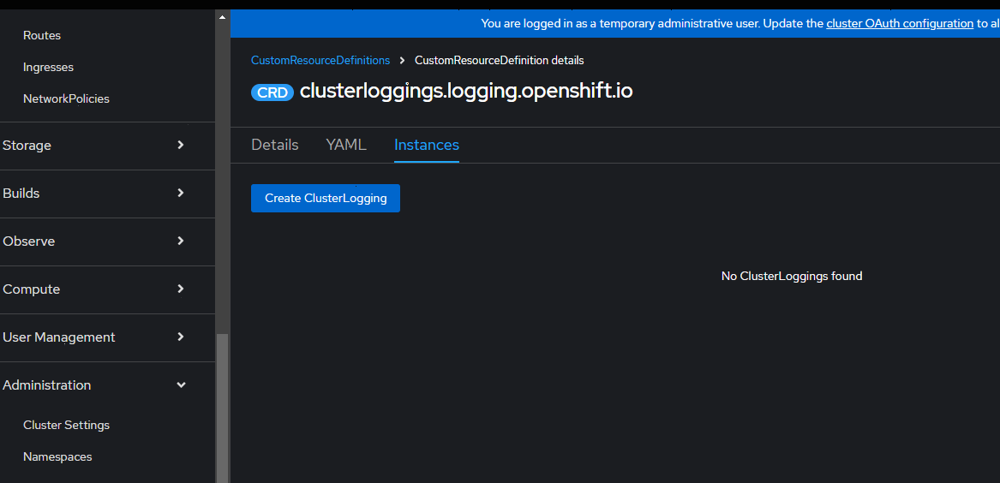 Routes
Ingresses
NetworkPolicies
Storage
Builds
Observe
Compute
User Management
Administration
Cluster Settings
Namespaces
You are logged in as a temporary administrative user. Update the cluster OAuth configuration to al
CustomResourceDefinitions > CustomResourceDefinition details
CRD clusterloggings.logging.openshift.io
Details YAML Instances
Create ClusterLogging
No ClusterLoggings found